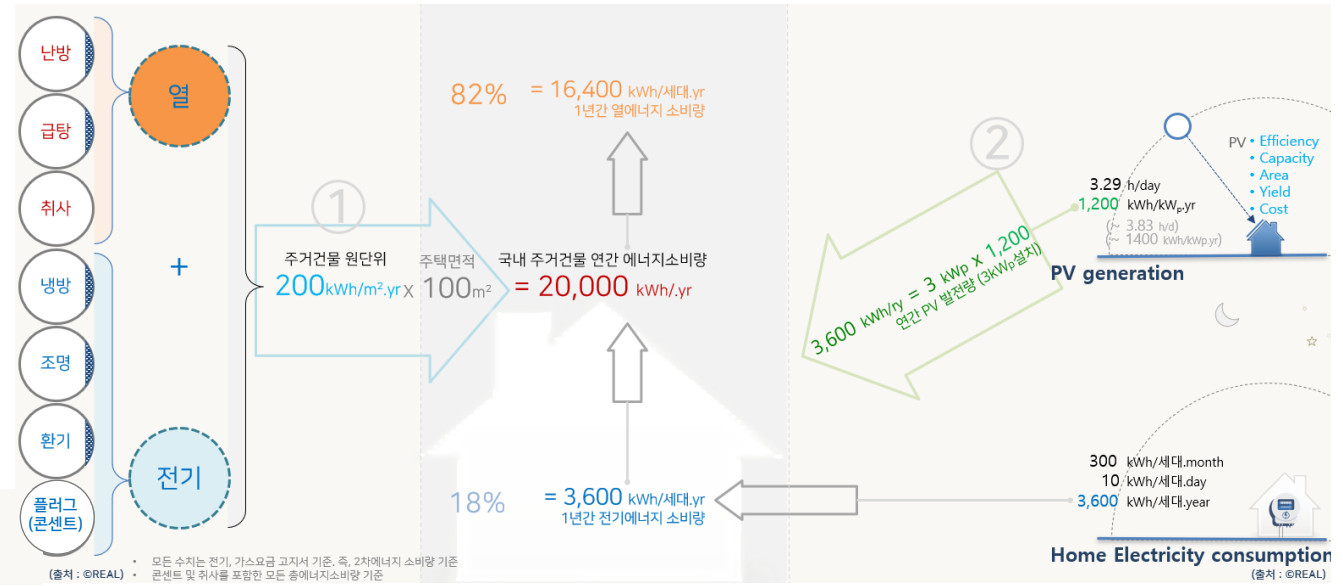 난방
급탕
취사
냉방
조명
환기
플러그
(콘센트)
열
+
전기
①
주거건물 원단위
200kWh/m².yr x
주택면적
100m²
국내 주거건물 연간 에너지소비량
= 20,000 kWh/.yr
82%
= 16,400 kWh/세대.yr
1년간 열에너지 소비량
18%
= 3,600 kWh/세대.yr
1년간 전기에너지 소비량
②
3,600 kWh/ry = 3 kWp x 1,200
연간 PV 발전량 (3kWp설치)
3.29 h/day
1,200 kWh/kWp.yr
(~ 3.83 h/d)
(~ 1400 kWh/kWp.yr)
PV • Efficiency
• Capacity
• Area
• Yield
• Cost
PV generation
300 kWh/세대.month
10 kWh/세대.day
3,600 kWh/세대.year
Home Electricity consumption
(출처 : ©REAL)
(출처 : ©REAL)
• 모든 수치는 전기, 가스요금 고지서 기준. 즉, 2차에너지 소비량 기준
• 콘센트 및 취사를 포함한 모든 총에너지소비량 기준